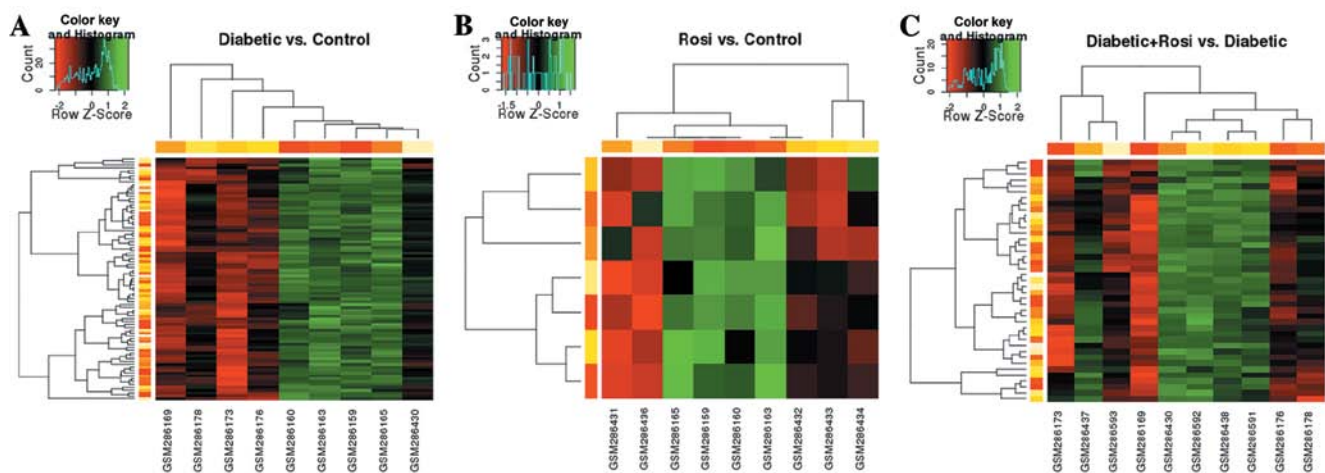 A
Color key
and Histogram
Count
0 30
-2 0 1 2
Row Z-Score
Diabetic vs. Control
GSM286169
GSM286178
GSM286173
GSM286176
GSM286160
GSM286163
GSM286159
GSM286165
GSM286430
B
Color key
and Histogram
Count
0 1 2 3
-1.5 0 1
Row Z-Score
Rosi vs. Control
GSM286431
GSM286436
GSM286165
GSM286159
GSM286160
GSM286163
GSM286432
GSM286433
GSM286434
C
Color key
and Histogram
Count
0 10 20
-2 0 1 2
Row Z-Score
Diabetic+Rosi vs. Diabetic
GSM286173
GSM286437
GSM286593
GSM286169
GSM286430
GSM286592
GSM286438
GSM286591
GSM286176
GSM286178